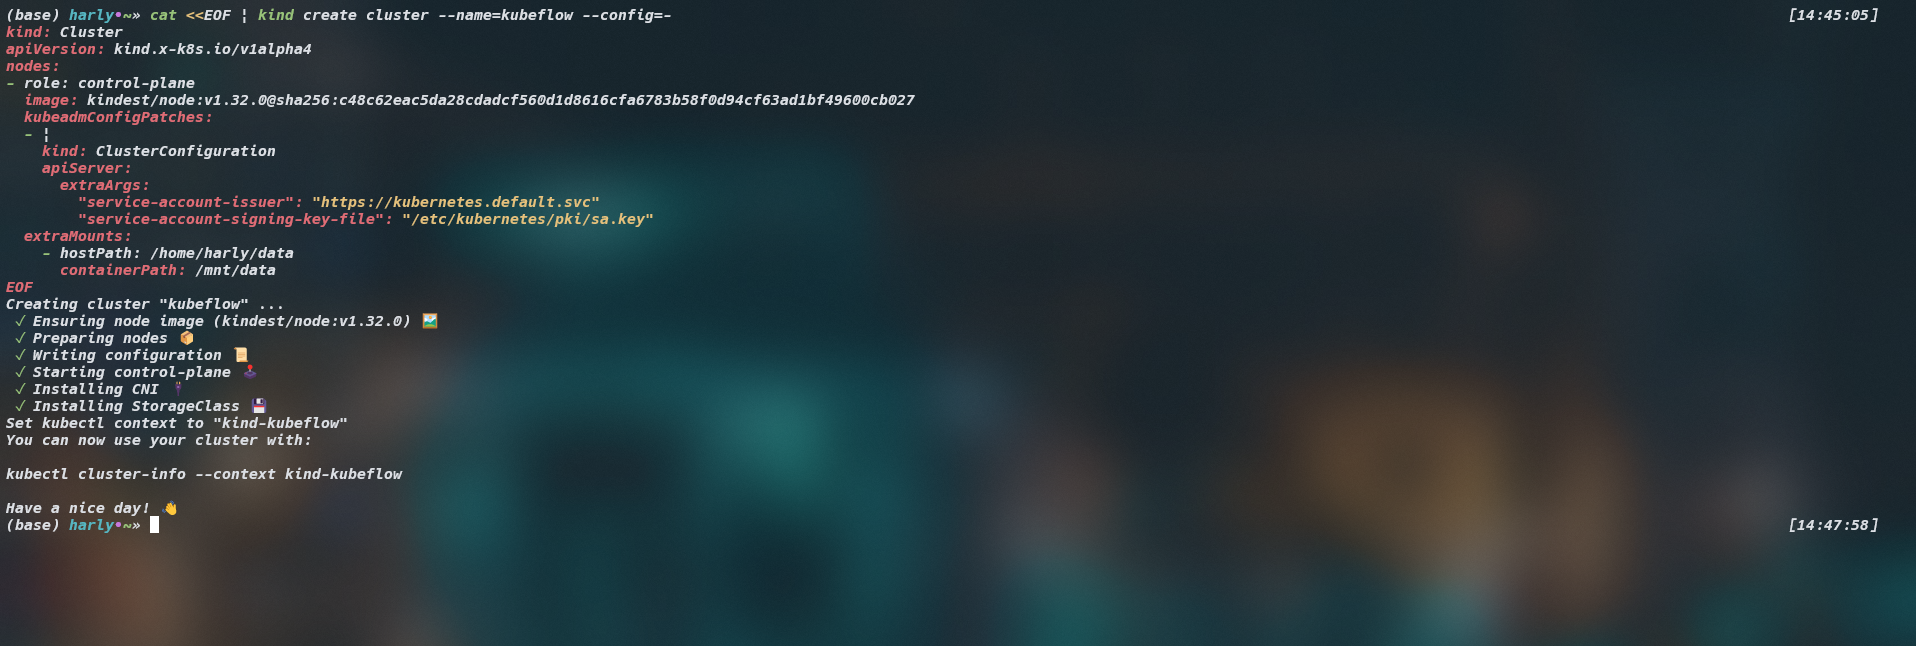 (base) harly•~» cat <<EOF | kind create cluster --name=kubeflow --config=- [14:45:05]
kind: Cluster
apiVersion: kind.x-k8s.io/v1alpha4
nodes:
- role: control-plane
  image: kindest/node:v1.32.0@sha256:c48c62eac5da28cdadcf560d1d8616cfa6783b58f0d94cf63ad1bf49600cb027
  kubeadmConfigPatches:
  - |
    kind: ClusterConfiguration
    apiServer:
      extraArgs:
        "service-account-issuer": "https://kubernetes.default.svc"
        "service-account-signing-key-file": "/etc/kubernetes/pki/sa.key"
  extraMounts:
    - hostPath: /home/harly/data
      containerPath: /mnt/data
EOF
Creating cluster "kubeflow" ...
 ✓ Ensuring node image (kindest/node:v1.32.0) 🖼
 ✓ Preparing nodes 📦
 ✓ Writing configuration 📜
 ✓ Starting control-plane 🕹
 ✓ Installing CNI 🔌
 ✓ Installing StorageClass 💾
Set kubectl context to "kind-kubeflow"
You can now use your cluster with:

kubectl cluster-info --context kind-kubeflow

Have a nice day! 👋
(base) harly•~» [14:47:58]